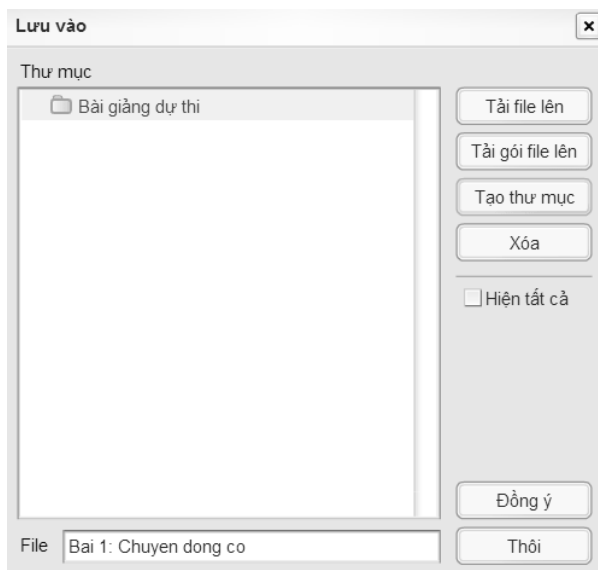 Lưu vào
Thư mục
Bài giảng dự thi
Tải file lên
Tải gói file lên
Tạo thư mục
Xóa
Hiện tất cả
Đồng ý
File Bai 1: Chuyen dong co
Thôi